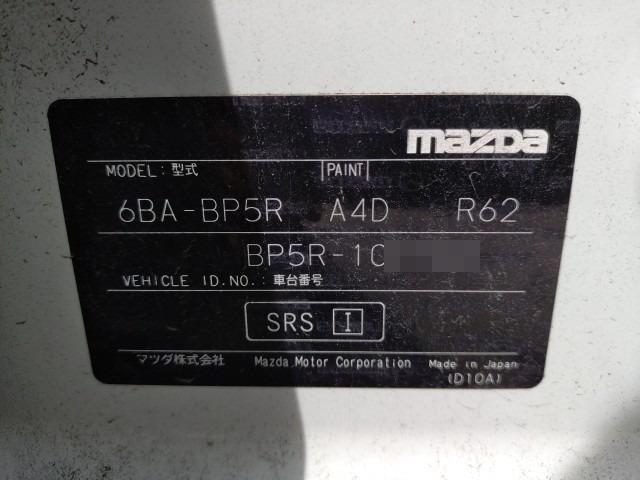 mazda
MODEL：型式 PAINT
6BA-BP5R A4D R62
BP5R-10
VEHICLE ID.NO.：車台番号
SRS I
マツダ株式会社 Mazda Motor Corporation Made in Japan
(D10A)